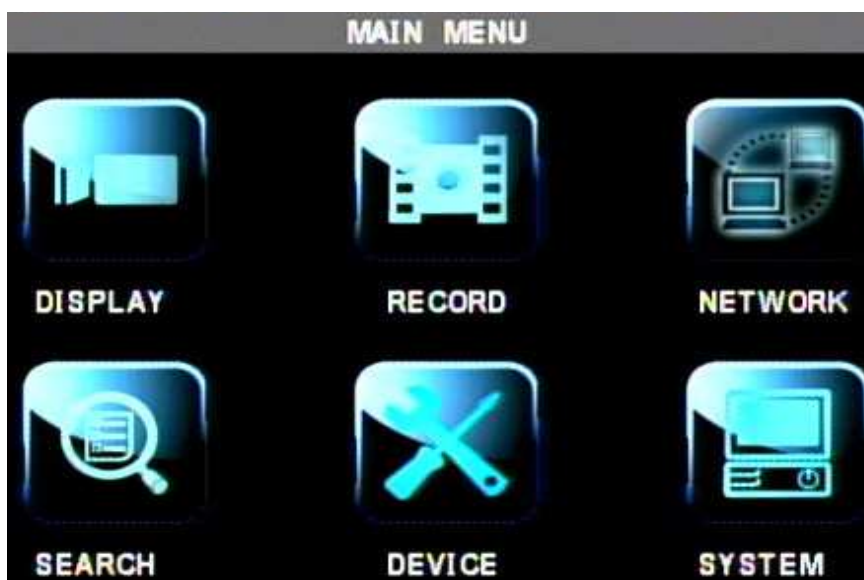 MAIN MENU
DISPLAY RECORD NETWORK
SEARCH DEVICE SYSTEM